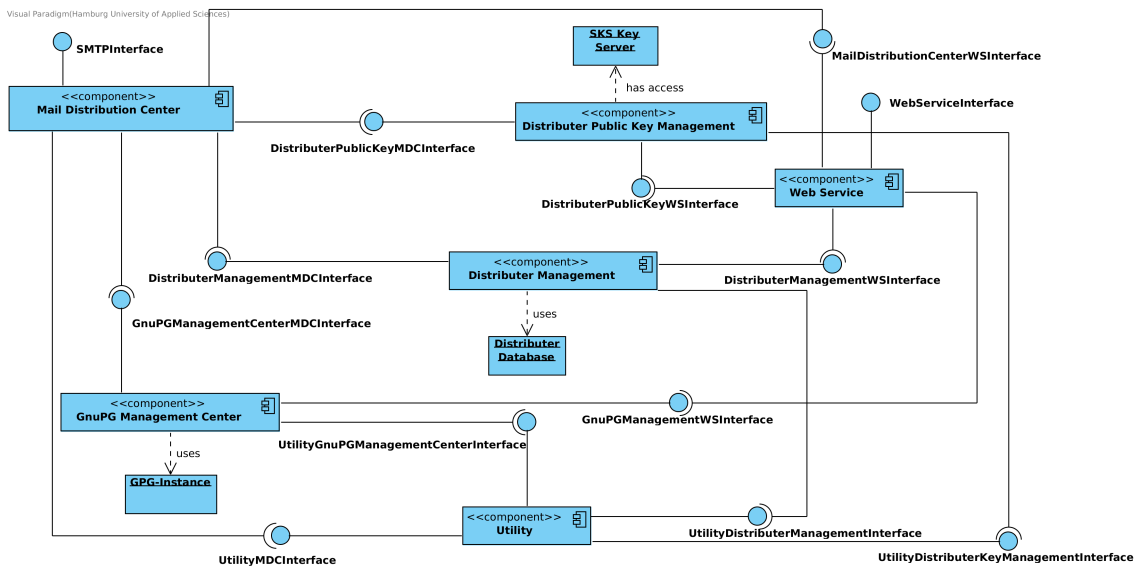 Visual Paradigm(Hamburg University of Applied Sciences)
SMTPInterface
SKS Key
Server
MailDistributionCenterWSInterface
<<component>>
Mail Distribution Center
has access
WebServiceInterface
<<component>>
Distributer Public Key Management
DistributerPublicKeyMDCInterface
<<component>>
Web Service
DistributerPublicKeyWSInterface
<<component>>
Distributer Management
DistributerManagementMDCInterface
DistributerManagementWSInterface
uses
GnuPGManagementCenterMDCInterface
Distributer
Database
<<component>>
GnuPG Management Center
GnuPGManagementWSInterface
UtilityGnuPGManagementCenterInterface
uses
GPG-Instance
<<component>>
Utility
UtilityDistributerManagementInterface
UtilityMDCInterface
UtilityDistributerKeyManagementInterface